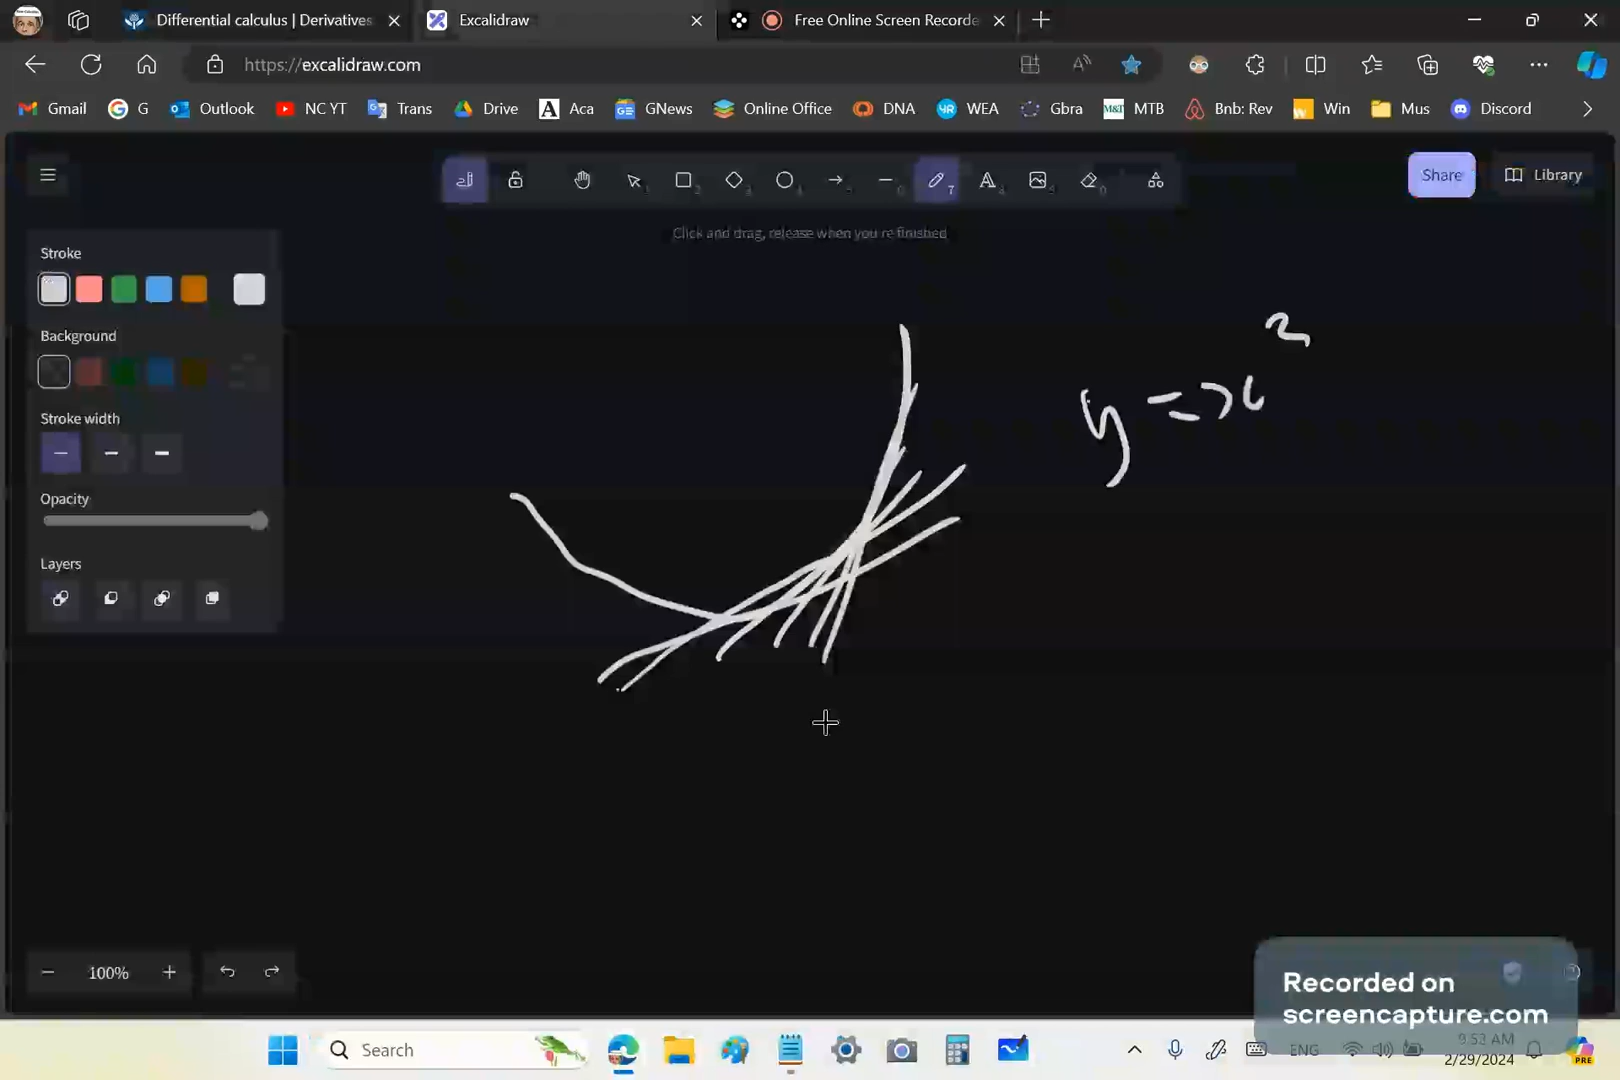 Differential calculus | Derivatives
Excalidraw
Free Online Screen Recorde
https://excalidraw.com
Gmail
G
Outlook
NC YT
Trans
Drive
Aca
GNews
Online Office
DNA
WEA
Gbra
MTB
Bnb: Rev
Win
Mus
Discord
Share
Library
Click and drag, release when you're finished
Stroke
Background
Stroke width
Opacity
Layers
y = x²
100%
Recorded on
screencapture.com
Search
ENG
9:53 AM
2/29/2024
PRE